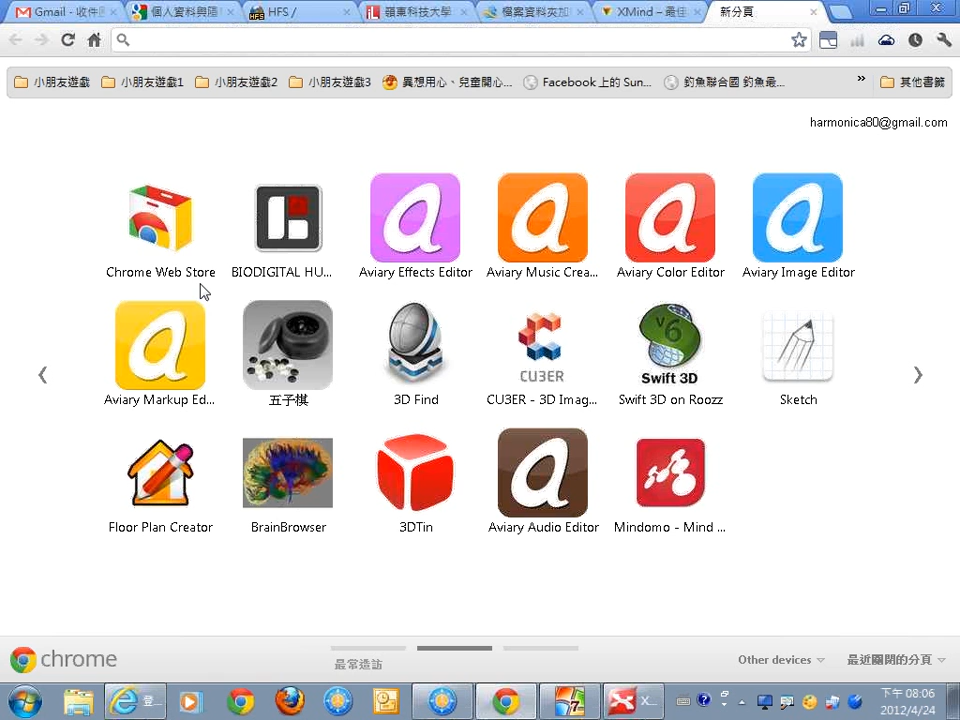 Gmail - 收件
個人資料與隱
HFS /
嶺東科技大學
檔案資料夾加
XMind – 最佳
新分頁
小朋友遊戲
小朋友遊戲1
小朋友遊戲2
小朋友遊戲3
異想用心、兒童開心...
Facebook 上的 Sun...
釣魚聯合國 釣魚最...
»
其他書籤
harmonica80@gmail.com
Chrome Web Store
BIODIGITAL HU...
Aviary Effects Editor
Aviary Music Crea...
Aviary Color Editor
Aviary Image Editor
Aviary Markup Ed...
五子棋
3D Find
CU3ER
CU3ER - 3D Imag...
v6
Swift 3D
Swift 3D on Roozz
Sketch
Floor Plan Creator
BrainBrowser
3DTin
Aviary Audio Editor
Mindomo - Mind ...
chrome
最常造訪
Other devices
最近關閉的分頁
登...
X...
下午 08:06
2012/4/24